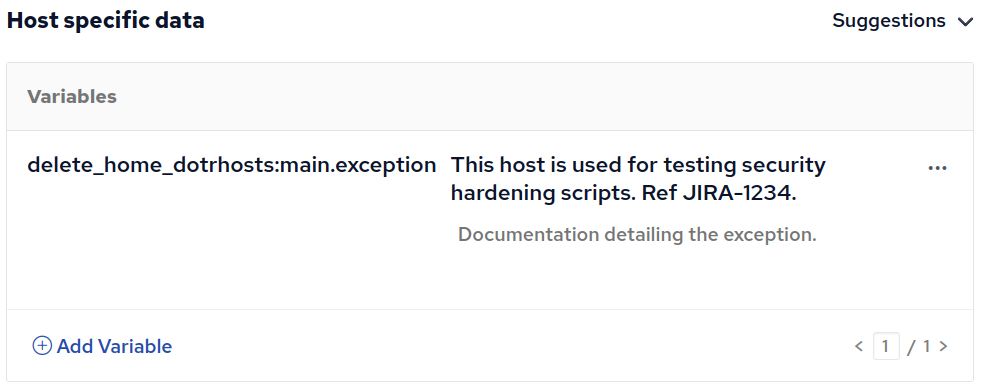 Host specific data
Suggestions
Variables
delete_home_dotrhosts:main.exception
This host is used for testing security
hardening scripts. Ref JIRA-1234.
Documentation detailing the exception.
Add Variable
< 1 / 1 >